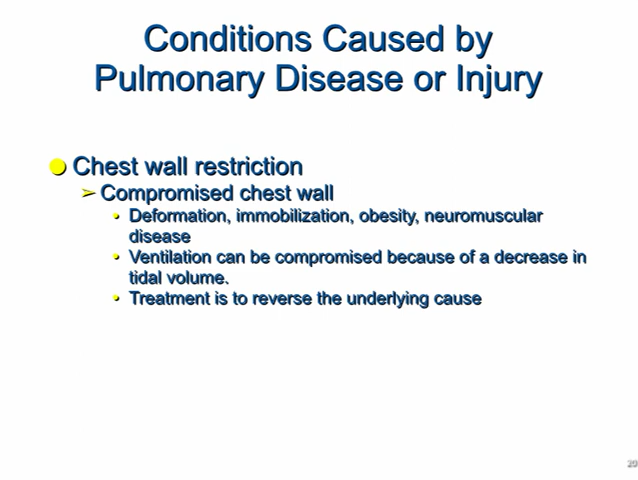 Conditions Caused by
Pulmonary Disease or Injury
Chest wall restriction
Compromised chest wall
Deformation, immobilization, obesity, neuromuscular
disease
Ventilation can be compromised because of a decrease in
tidal volume.
Treatment is to reverse the underlying cause
20